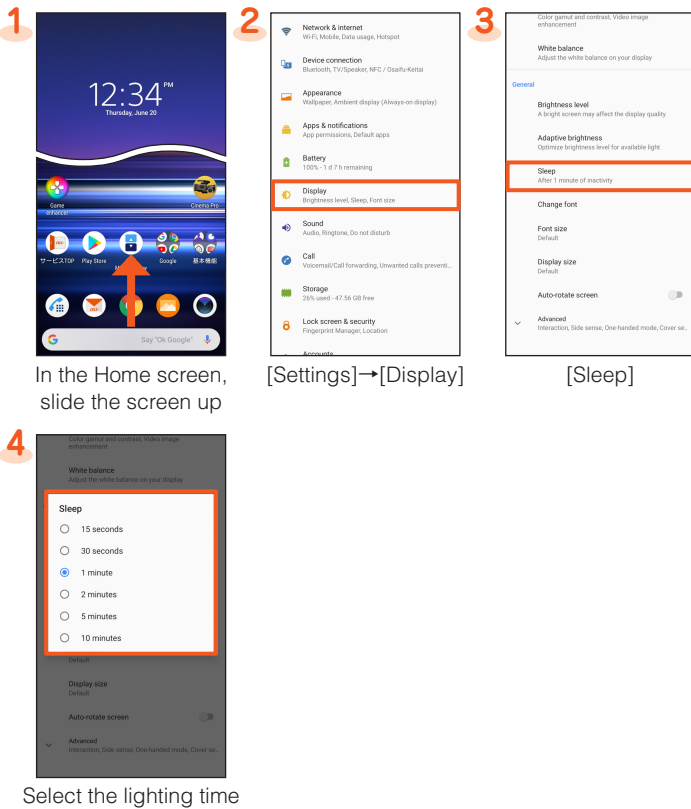 1
12:34 PM
Thursday, June 20
Game
enhancer
Cinema Pro
サービスTOP
Play Store
Google
基本機能
G
Say "Ok Google"
In the Home screen,
slide the screen up
2
Network & internet
Wi-Fi, Mobile, Data usage, Hotspot
Device connection
Bluetooth, TV/Speaker, NFC / Osaifu-Keitai
Appearance
Wallpaper, Ambient display (Always-on display)
Apps & notifications
App permissions, Default apps
Battery
100% - 1 d 7 h remaining
Display
Brightness level, Sleep, Font size
Sound
Audio, Ringtone, Do not disturb
Call
Voicemail/Call forwarding, Unwanted calls preventi..
Storage
26% used - 47.56 GB free
Lock screen & security
Fingerprint Manager, Location
Accounts
[Settings]→[Display]
3
Color gamut and contrast, Video image
enhancement
White balance
Adjust the white balance on your display
General
Brightness level
A bright screen may affect the display quality
Adaptive brightness
Optimize brightness level for available light
Sleep
After 1 minute of inactivity
Change font
Font size
Default
Display size
Default
Auto-rotate screen
Advanced
Interaction, Side sense, One-handed mode, Cover se..
[Sleep]
4
Color gamut and contrast, Video image
enhancement
White balance
Adjust the white balance on your display
Sleep
15 seconds
30 seconds
1 minute
2 minutes
5 minutes
10 minutes
Default
Display size
Default
Auto-rotate screen
Advanced
Interaction, Side sense, One-handed mode, Cover se..
Select the lighting time